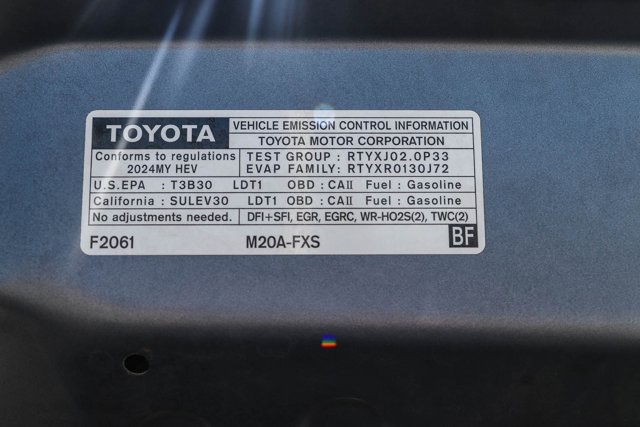 TOYOTA VEHICLE EMISSION CONTROL INFORMATION
TOYOTA MOTOR CORPORATION
Conforms to regulations TEST GROUP : RTYXJ02.0P33
2024MY HEV EVAP FAMILY: RTYXR0130J72
U.S.EPA : T3B30 LDT1 OBD : CAII Fuel : Gasoline
California : SULEV30 LDT1 OBD : CAII Fuel : Gasoline
No adjustments needed. DFI+SFI, EGR, EGRC, WR-HO2S(2), TWC(2)
F2061 M20A-FXS BF